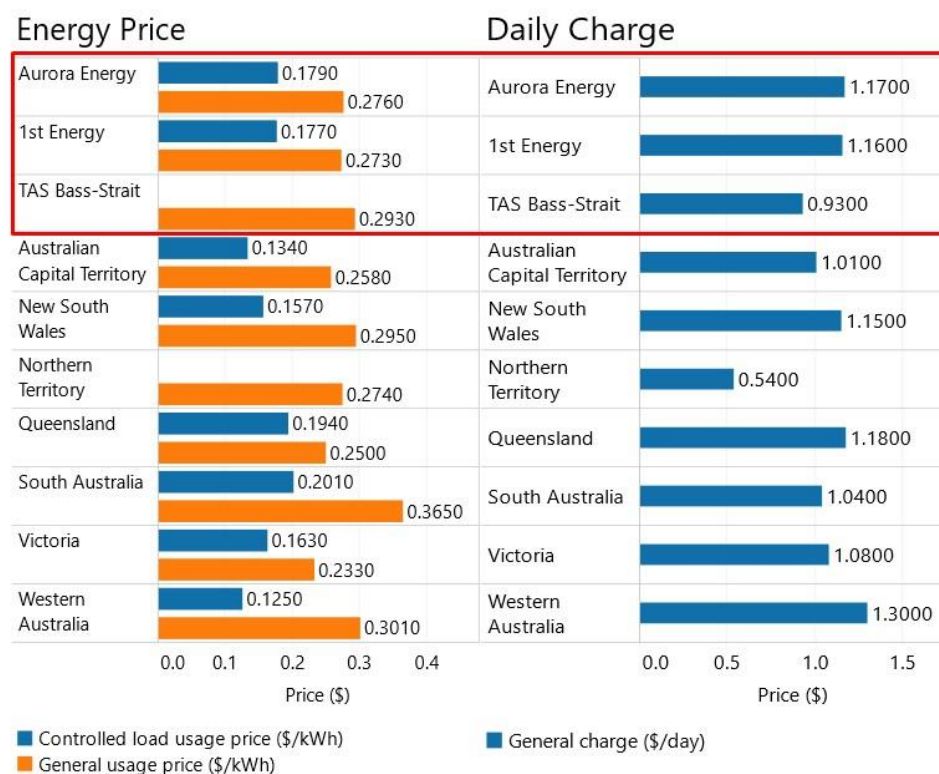 Energy Price
Aurora Energy
0.1790
0.2760
1st Energy
0.1770
0.2730
TAS Bass-Strait
0.2930
Australian
Capital Territory
0.1340
0.2580
New South
Wales
0.1570
0.2950
Northern
Territory
0.2740
Queensland
0.1940
0.2500
South Australia
0.2010
0.3650
Victoria
0.1630
0.2330
Western
Australia
0.1250
0.3010
0.0 0.1 0.2 0.3 0.4
Price ($)
Controlled load usage price ($/kWh)
General usage price ($/kWh)
Daily Charge
Aurora Energy
1.1700
1st Energy
1.1600
TAS Bass-Strait
0.9300
Australian
Capital Territory
1.0100
New South
Wales
1.1500
Northern
Territory
0.5400
Queensland
1.1800
South Australia
1.0400
Victoria
1.0800
Western
Australia
1.3000
0.0 0.5 1.0 1.5
Price ($)
General charge ($/day)